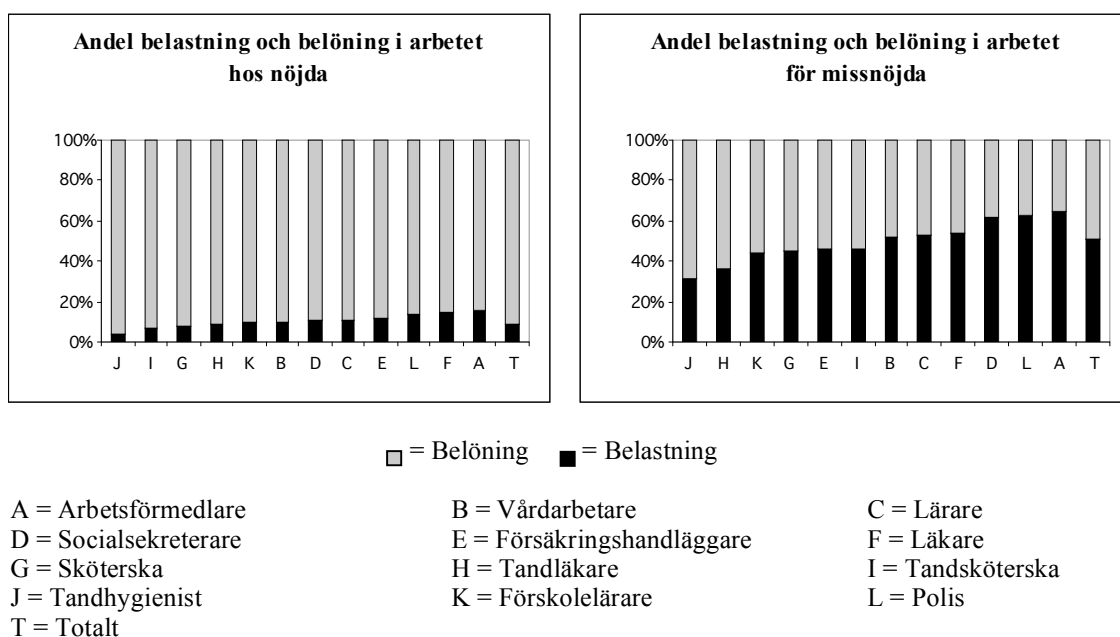 Andel belastning och belöning i arbetet
hos nöjda
100%
80%
60%
40%
20%
0%
J I G H K B D C E L F A T
Andel belastning och belöning i arbetet
för missnöjda
100%
80%
60%
40%
20%
0%
J H K G E I B C F D L A T
= Belöning = Belastning
A = Arbetsförmedlare B = Vårdarbetare C = Lärare
D = Socialsekreterare E = Försäkringshandläggare F = Läkare
G = Sköterska H = Tandläkare I = Tandsköterska
J = Tandhygienist K = Förskolelärare L = Polis
T = Totalt